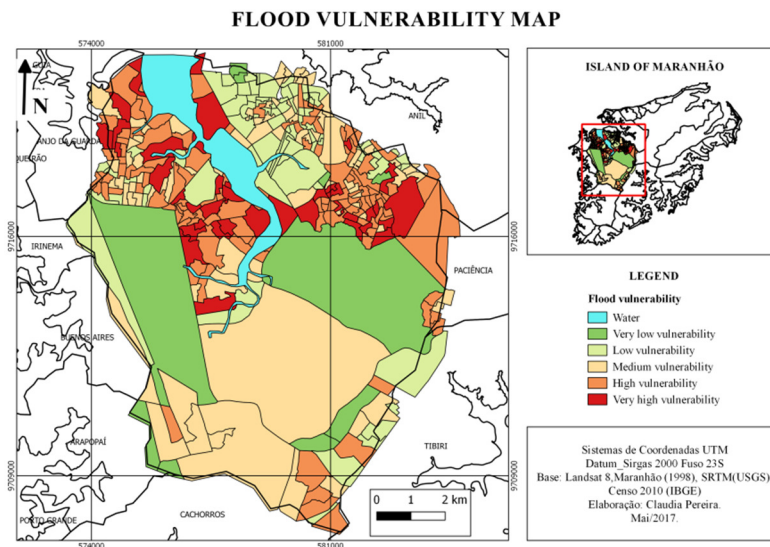 FLOOD VULNERABILITY MAP
574000
581000
N
ANIL
ANJO DA GUARDA
9716000
9716000
IRINEMA
PACIÊNCIA
BUENOS AIRES
ARAPOPAÍ
TIBIRI
9709000
9709000
0 1 2 km
PORTO GRANDE
CACHORROS
574000
581000
ISLAND OF MARANHÃO
LEGEND
Flood vulnerability
Water
Very low vulnerability
Low vulnerability
Medium vulnerability
High vulnerability
Very high vulnerability
Sistemas de Coordenadas UTM
Datum_Sirgas 2000 Fuso 23S
Base: Landsat 8,Maranhão (1998), SRTM(USGS)
Censo 2010 (IBGE)
Elaboração: Claudia Pereira.
Mai/2017.